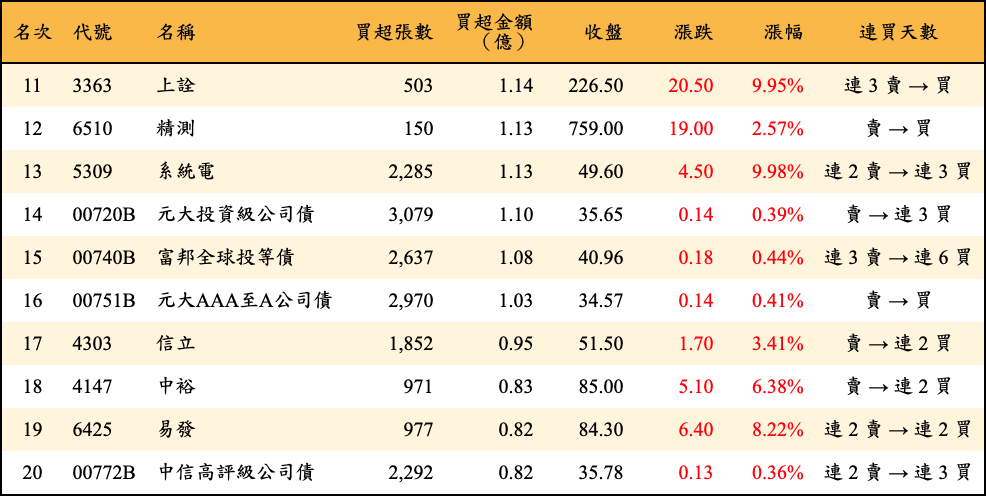 名次 代號 名稱 買超張數 買超金額（億） 收盤 漲跌 漲幅 連買天數
11 3363 上詮 503 1.14 226.50 20.50 9.95% 連 3 賣 → 買
12 6510 精測 150 1.13 759.00 19.00 2.57% 賣 → 買
13 5309 系統電 2,285 1.13 49.60 4.50 9.98% 連 2 賣 → 連 3 買
14 00720B 元大投資級公司債 3,079 1.10 35.65 0.14 0.39% 賣 → 連 3 買
15 00740B 富邦全球投等債 2,637 1.08 40.96 0.18 0.44% 連 3 賣 → 連 6 買
16 00751B 元大AAA至A公司債 2,970 1.03 34.57 0.14 0.41% 賣 → 買
17 4303 信立 1,852 0.95 51.50 1.70 3.41% 賣 → 連 2 買
18 4147 中裕 971 0.83 85.00 5.10 6.38% 賣 → 連 2 買
19 6425 易發 977 0.82 84.30 6.40 8.22% 連 2 賣 → 連 2 買
20 00772B 中信高評級公司債 2,292 0.82 35.78 0.13 0.36% 連 2 賣 → 連 3 買